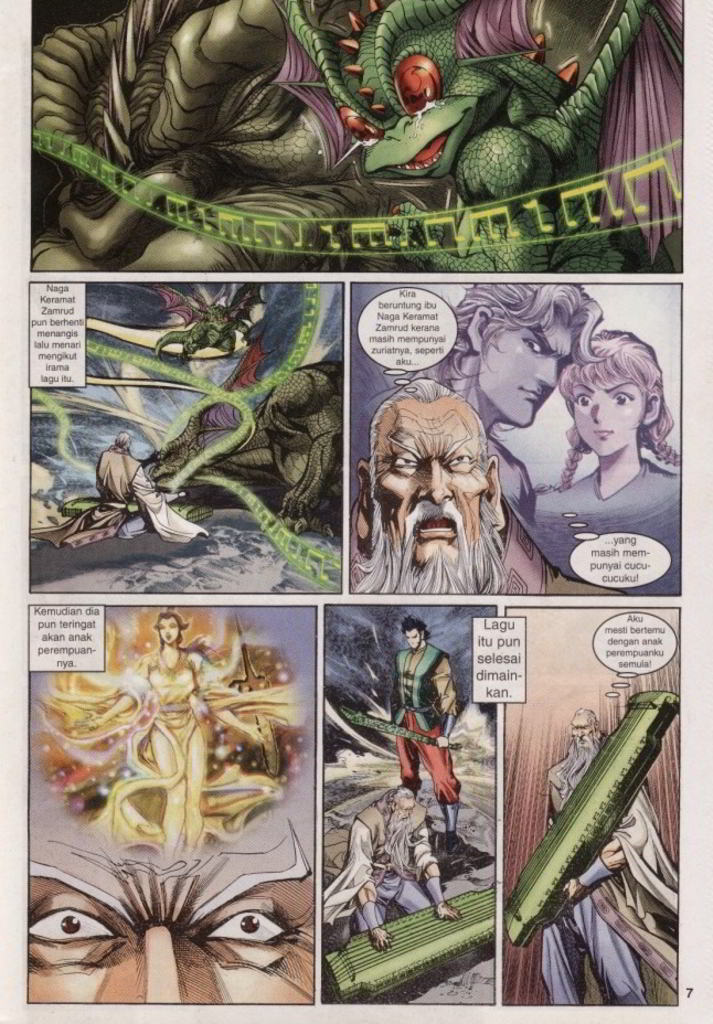 Naga
Keramat
Zamrud
pun berhenti
menangis
lalu menari
mengikut
irama
lagu itu.
Kira
beruntung ibu
Naga Keramat
Zamrud kerana
masih mempunyai
zuriatnya, seperti
aku...
...yang
masih mem-
punyai cucu-
cucuku!
Kemudian dia
pun teringat
akan anak
perempuan-
nya.
Lagu
itu pun
selesai
dimain-
kan.
Aku
mesti bertemu
dengan anak
perempuanku
semula!
7